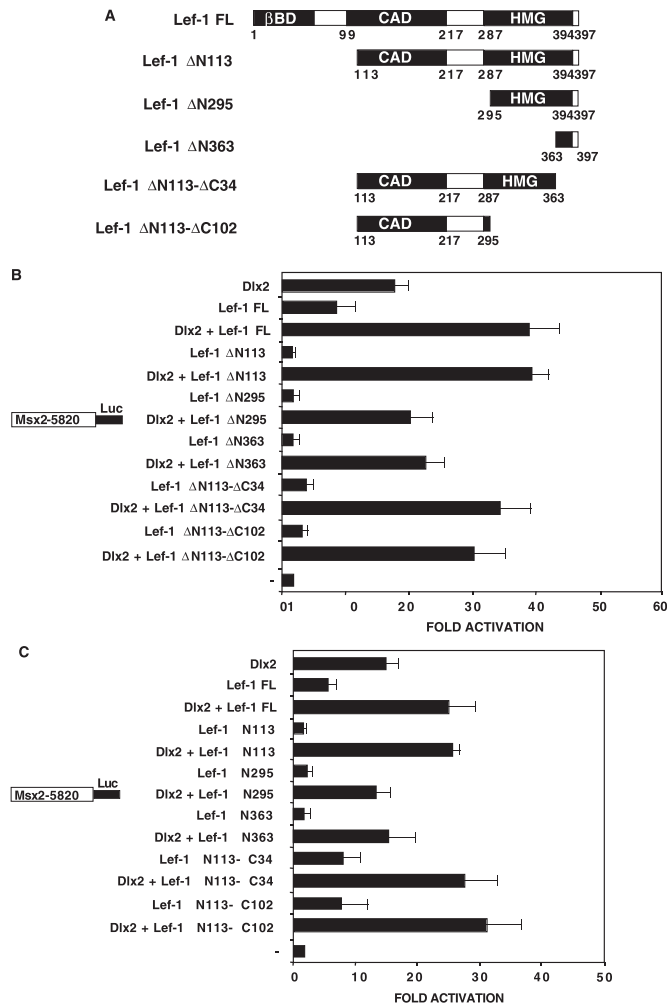 A
Lef-1 FL
βBD CAD HMG
1 99 217 287 394397
Lef-1 ΔN113
CAD HMG
113 217 287 394397
Lef-1 ΔN295
HMG
295 394397
Lef-1 ΔN363
363 397
Lef-1 ΔN113-ΔC34
CAD HMG
113 217 287 363
Lef-1 ΔN113-ΔC102
CAD
113 217 295
B
Dlx2
Lef-1 FL
Dlx2 + Lef-1 FL
Lef-1 ΔN113
Dlx2 + Lef-1 ΔN113
Lef-1 ΔN295
Luc
Msx2-5820
Dlx2 + Lef-1 ΔN295
Lef-1 ΔN363
Dlx2 + Lef-1 ΔN363
Lef-1 ΔN113-ΔC34
Dlx2 + Lef-1 ΔN113-ΔC34
Lef-1 ΔN113-ΔC102
Dlx2 + Lef-1 ΔN113-ΔC102
-
01 0 20 30 40 50 60
FOLD ACTIVATION
C
Dlx2
Lef-1 FL
Dlx2 + Lef-1 FL
Lef-1 N113
Dlx2 + Lef-1 N113
Lef-1 N295
Luc
Msx2-5820
Dlx2 + Lef-1 N295
Lef-1 N363
Dlx2 + Lef-1 N363
Lef-1 N113- C34
Dlx2 + Lef-1 N113- C34
Lef-1 N113- C102
Dlx2 + Lef-1 N113- C102
-
0 10 20 30 40 50
FOLD ACTIVATION